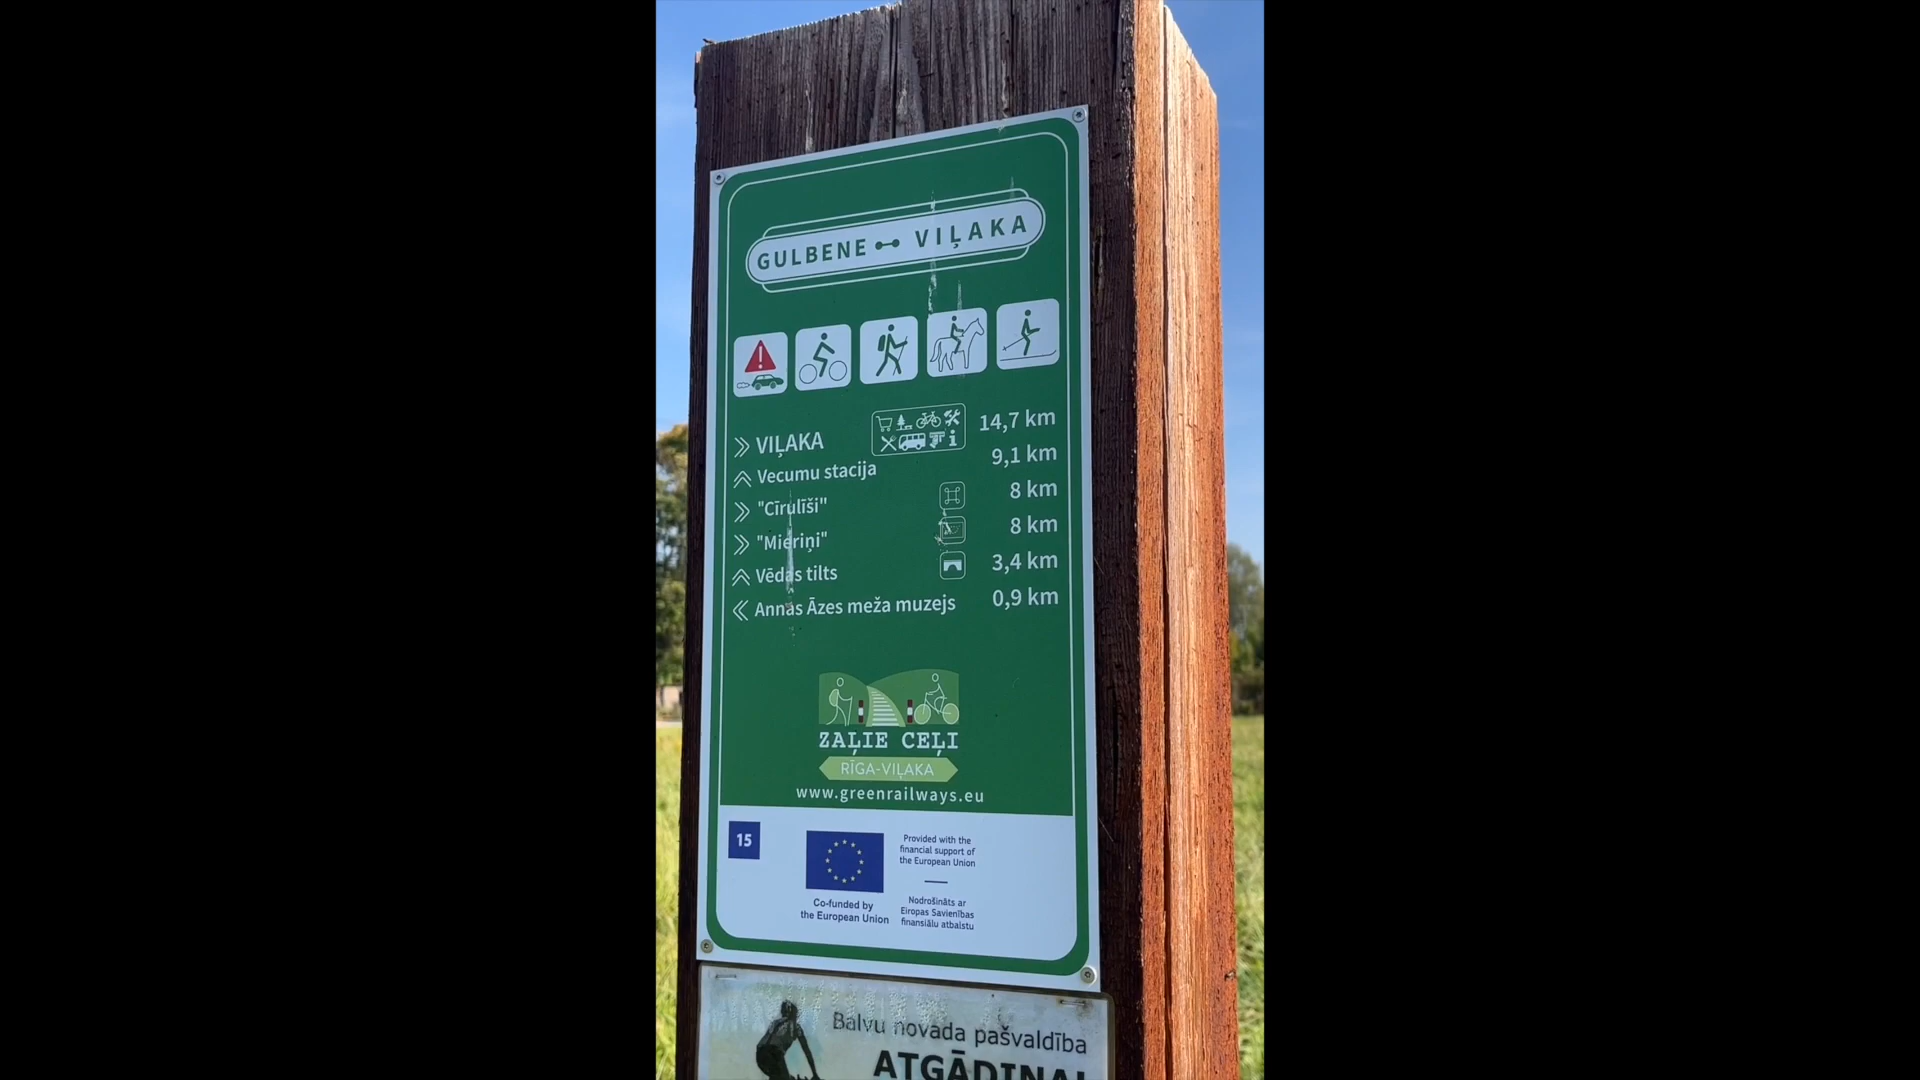 GULBENE VIĻAKA
VIĻAKA 14,7 km
Vecumu stacija 9,1 km
"Cīrulīši" 8 km
"Mieriņi" 8 km
Vēdas tilts 3,4 km
Annas Āzes meža muzejs 0,9 km
ZAĻIE CEĻI
RĪGA-VIĻAKA
www.greenrailways.eu
15
Co-funded by
the European Union
Provided with the
financial support of
the European Union
Nodrošināts ar
Eiropas Savienības
finansiālu atbalstu
Balvu novada pašvaldība
ATGĀDINA!